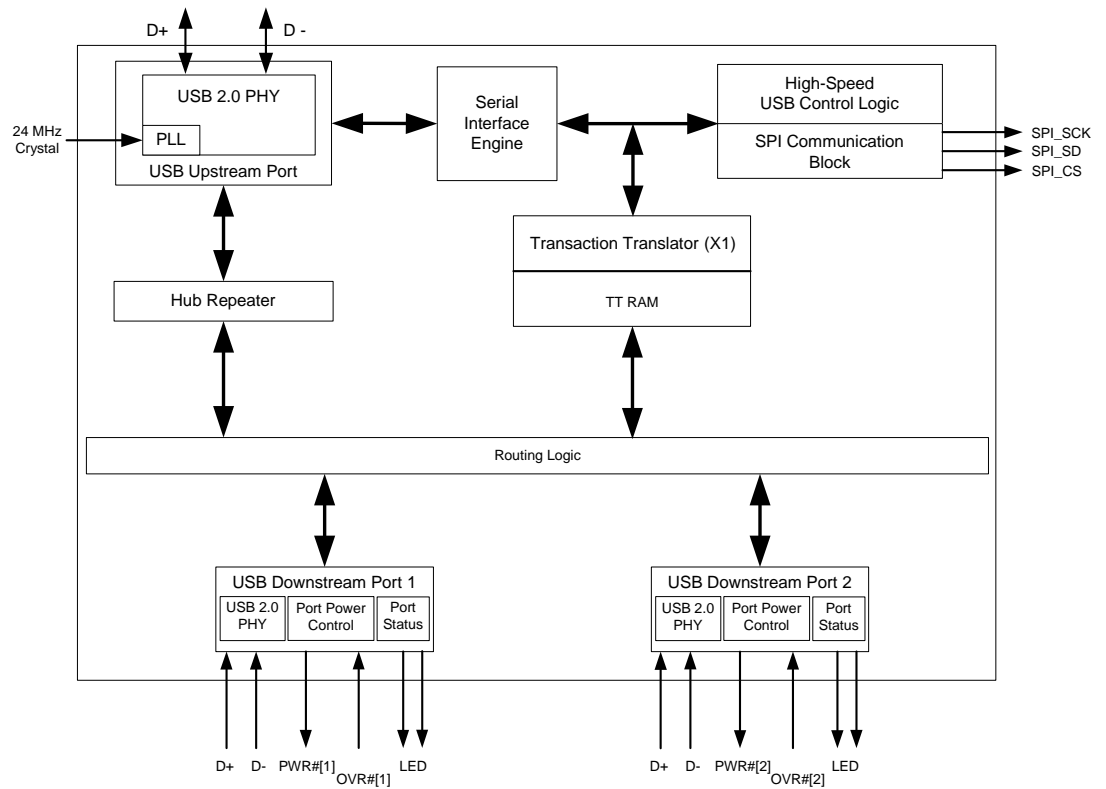 D+
D -
USB 2.0 PHY
PLL
USB Upstream Port
24 MHz
Crystal
Serial
Interface
Engine
High-Speed
USB Control Logic
SPI Communication
Block
SPI_SCK
SPI_SD
SPI_CS
Transaction Translator (X1)
TT RAM
Hub Repeater
Routing Logic
USB Downstream Port 1
USB 2.0
PHY
Port Power
Control
Port
Status
USB Downstream Port 2
USB 2.0
PHY
Port Power
Control
Port
Status
D+
D-
PWR#[1]
OVR#[1]
LED
D+
D-
PWR#[2]
OVR#[2]
LED